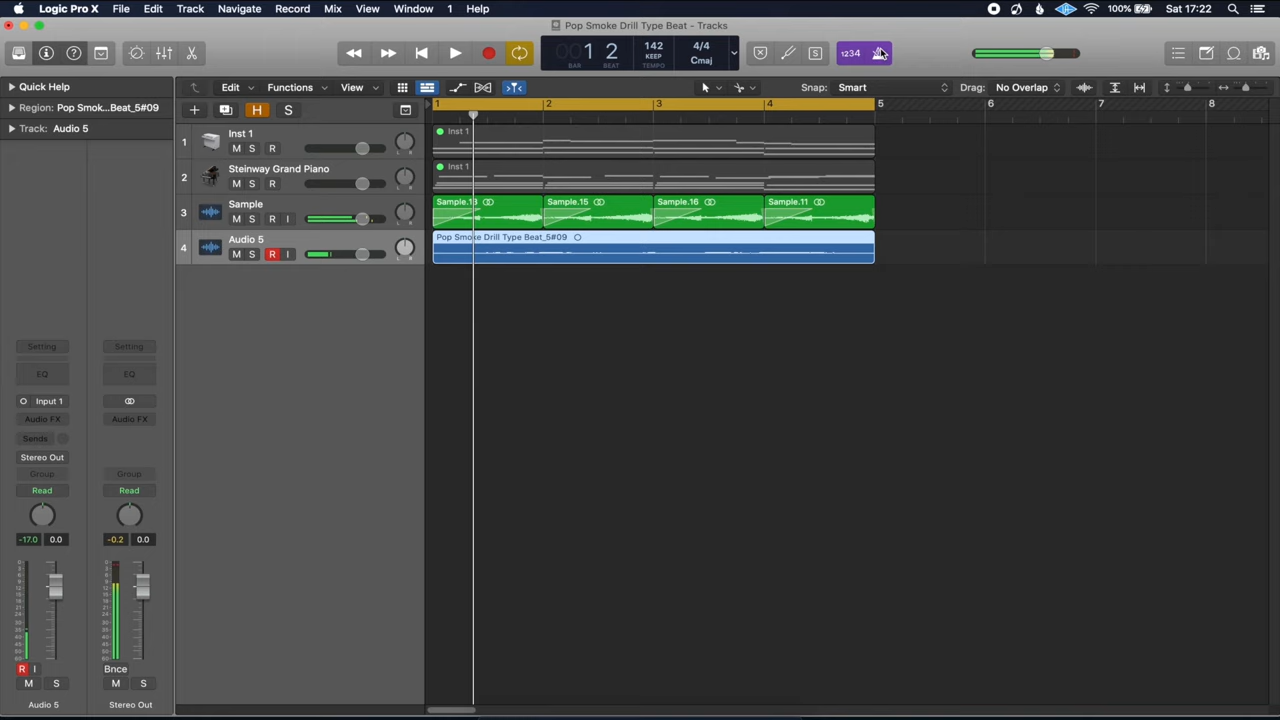 Logic Pro X File Edit Track Navigate Record Mix View Window 1 Help 100% Sat 17:22
Pop Smoke Drill Type Beat - Tracks
001 2 142 4/4 1234
BAR BEAT KEEP TEMPO Cmaj
Quick Help Edit Functions View Snap: Smart Drag: No Overlap
Region: Pop Smok...Beat_5#09 H S 1 2 3 4 5 6 7 8
Track: Audio 5
1 Inst 1 Inst 1
M S R L R
2 Steinway Grand Piano Inst 1
M S R L R
3 Sample Sample.13 Sample.15 Sample.16 Sample.11
M S R I L R
4 Audio 5 Pop Smoke Drill Type Beat_5#09
M S R I L R
Setting Setting
EQ EQ
Input 1
Audio FX Audio FX
Sends
Stereo Out
Group Group
Read Read
-17.0 0.0 -0.2 0.0
R I Bnce
M S M S
Audio 5 Stereo Out